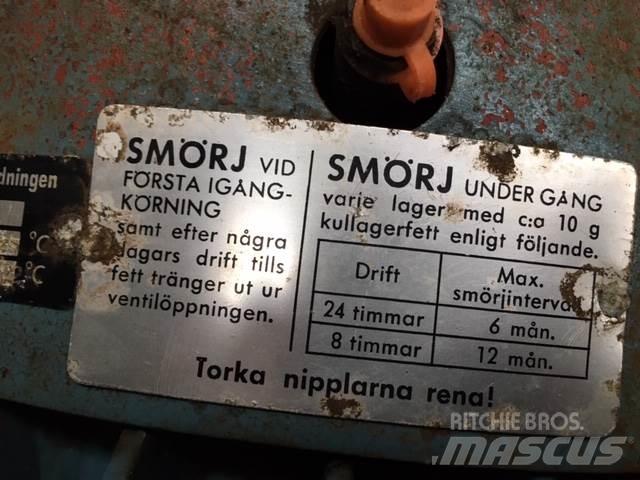 dningen
°C
°C
SMÖRJ VID
FÖRSTA IGÅNG-
KÖRNING
samt efter några
dagars drift tills
fett tränger ut ur
ventilöppningen.
SMÖRJ UNDER GÅNG
varje lager med c:a 10 g
kullagerfett enligt följande.
Drift
Max.
smörjinterval
24 timmar
6 mån.
8 timmar
12 mån.
Torka nipplarna rena!
RITCHIE BROS.
MASCUS